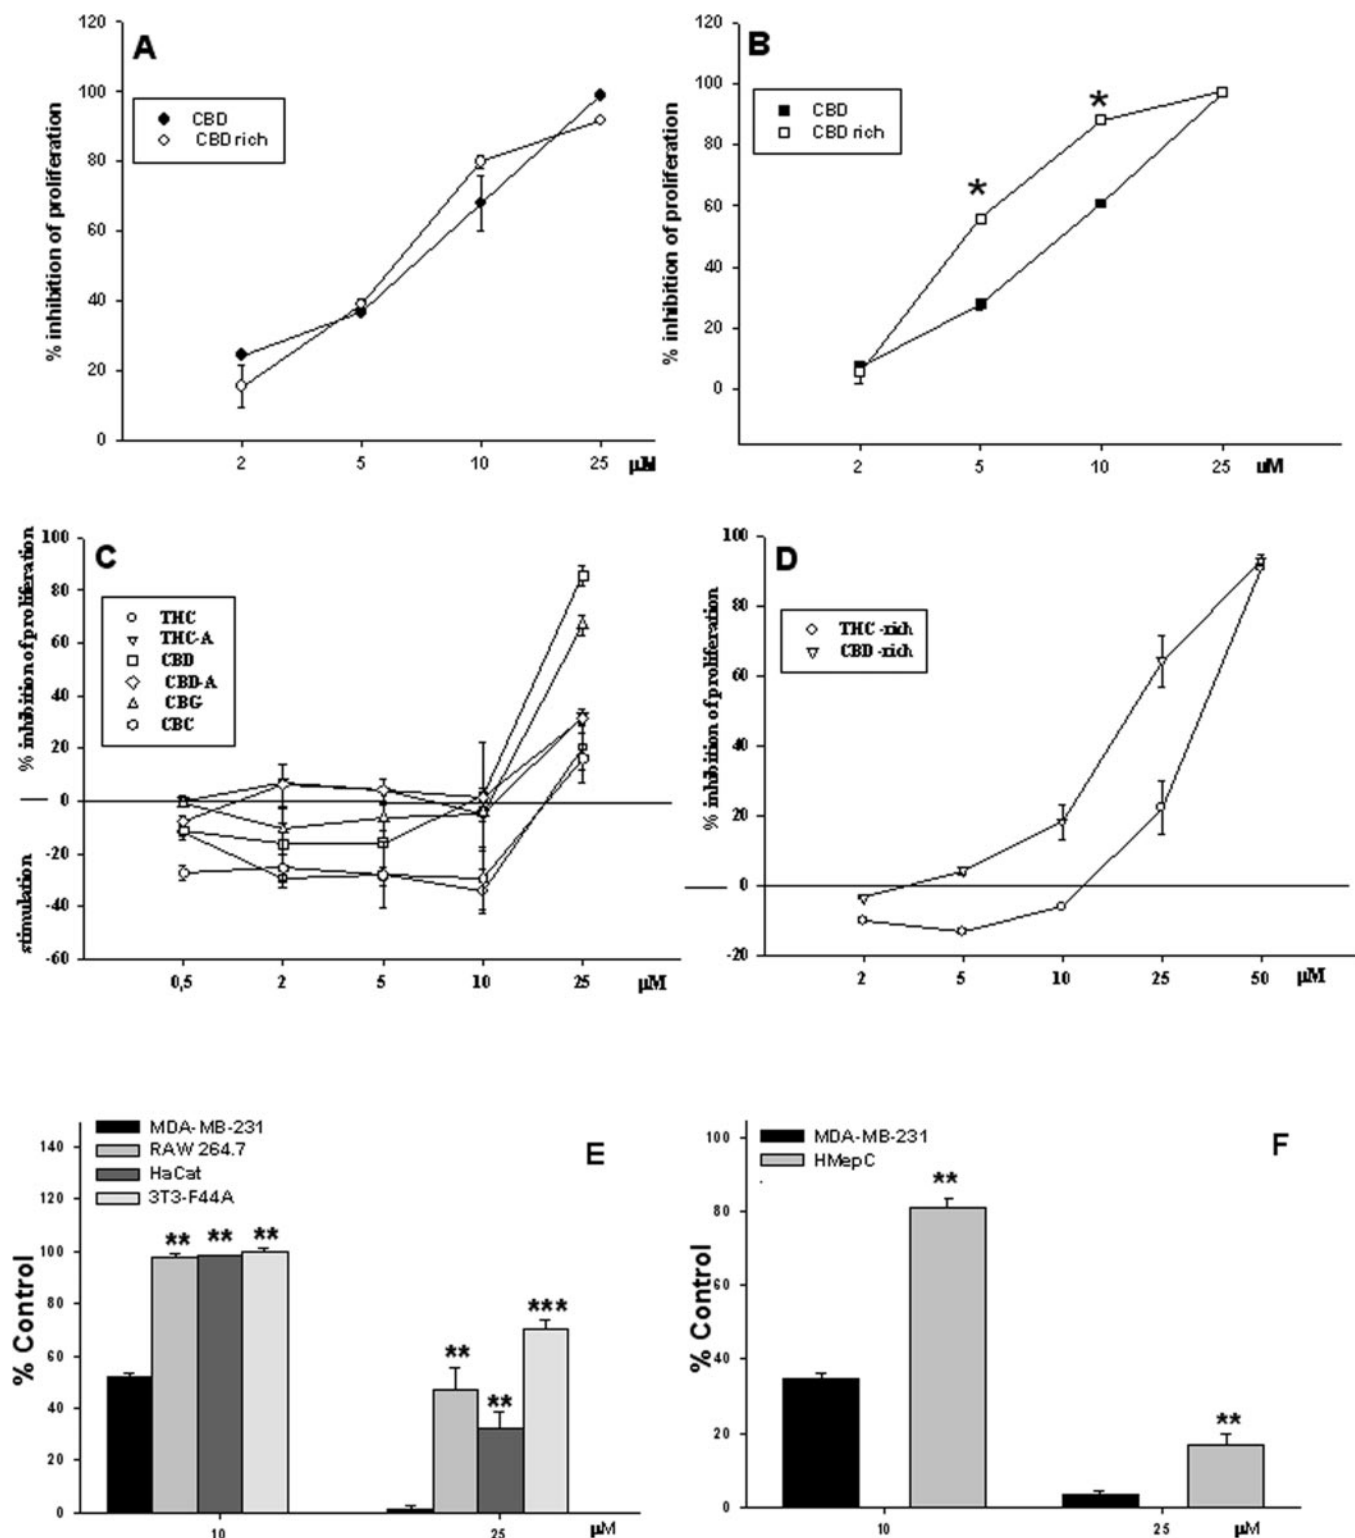 A
% inhibition of proliferation
120
100
80
60
40
20
0
CBD
CBD rich
2 5 10 25 µM
B
% inhibition of proliferation
120
100
80
60
40
20
0
CBD
CBD rich
*
*
2 5 10 25 uM
C
% inhibition of proliferation
stimulation
100
80
60
40
20
0
-20
-40
-60
THC
THC-A
CBD
CBD-A
CBG
CBC
0,5 2 5 10 25 µM
D
% inhibition of proliferation
100
80
60
40
20
0
-20
THC-rich
CBD-rich
2 5 10 25 50 µM
E
% Control
MDA-MB-231
RAW 264.7
HaCat
3T3-F44A
140
120
100
80
60
40
20
0
** ** **
** ** ***
10 25 µM
F
% Control
MDA-MB-231
HMepC
100
80
60
40
20
0
**
**
10 25 µM